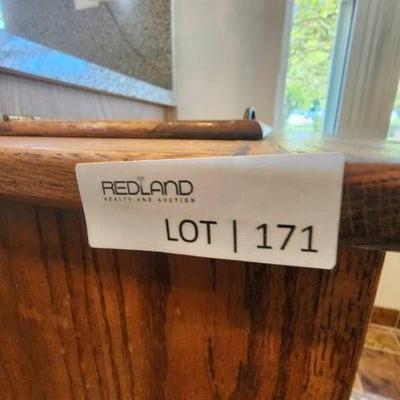 REDLAND
REALTY AND AUCTION
LOT | 171